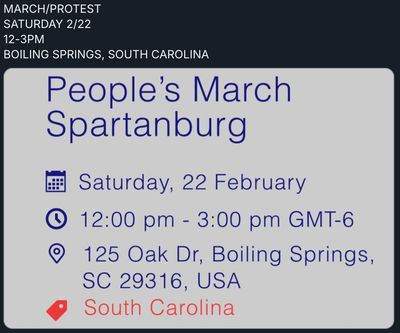 MARCH/PROTEST
SATURDAY 2/22
12-3PM
BOILING SPRINGS, SOUTH CAROLINA
People's March
Spartanburg
Saturday, 22 February
12:00 pm - 3:00 pm GMT-6
125 Oak Dr, Boiling Springs,
SC 29316, USA
South Carolina